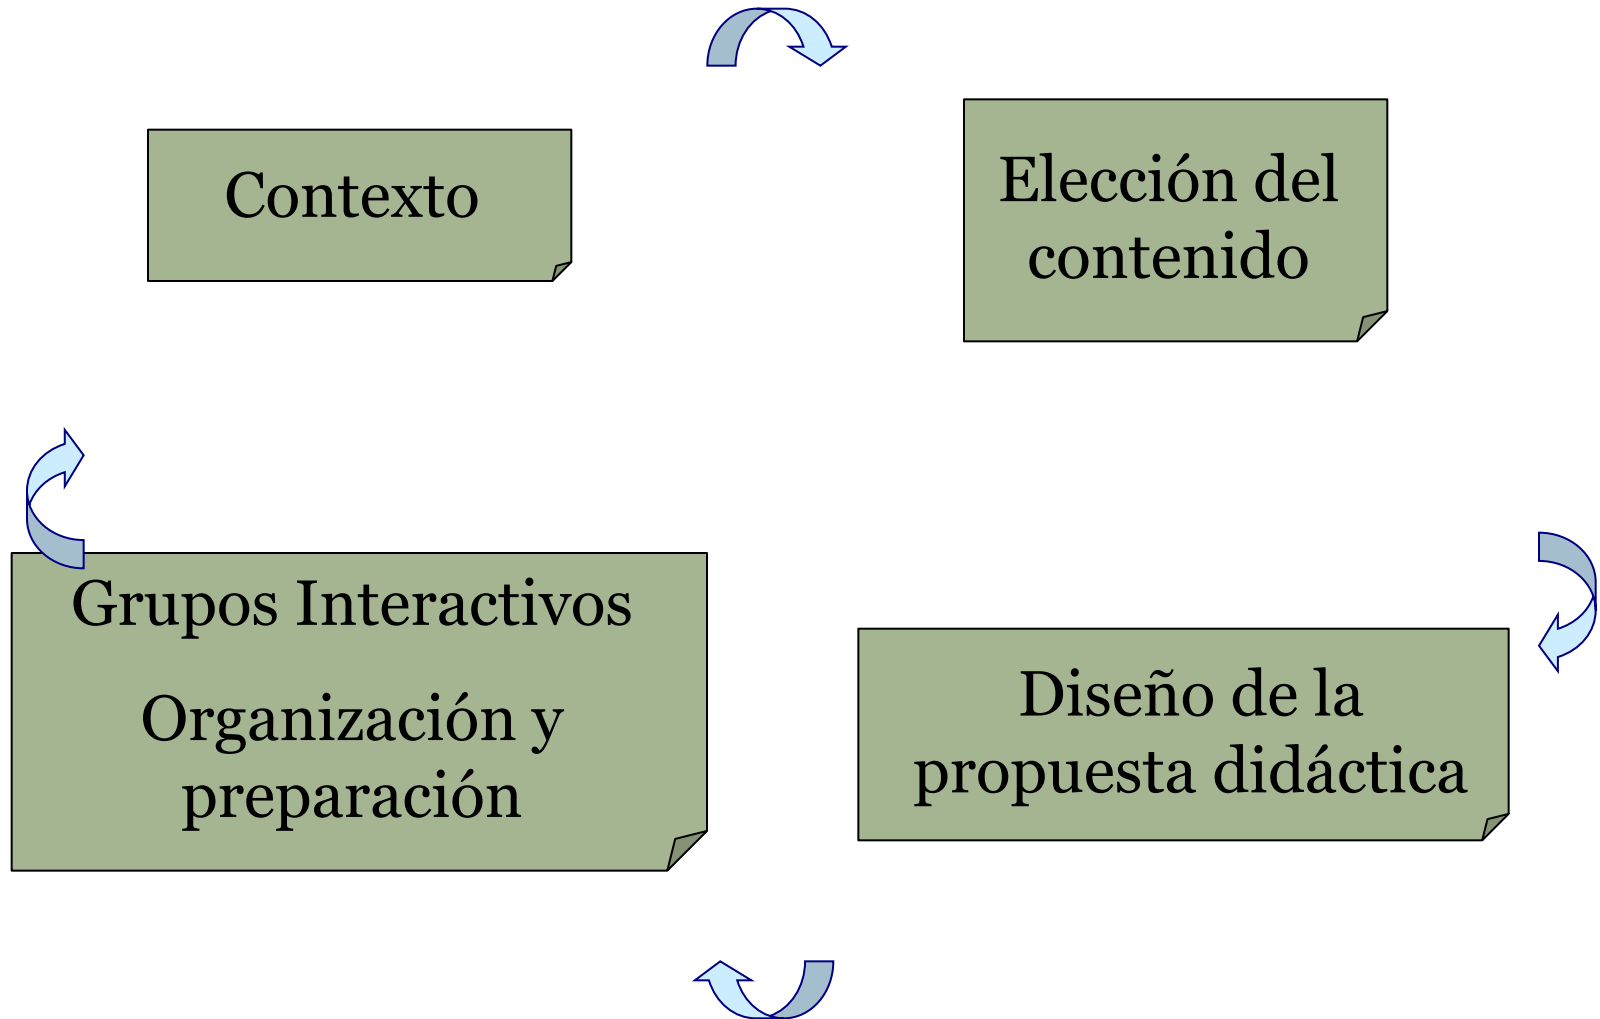 Contexto
Elección del
contenido
Grupos Interactivos
Organización y
preparación
Diseño de la
propuesta didáctica